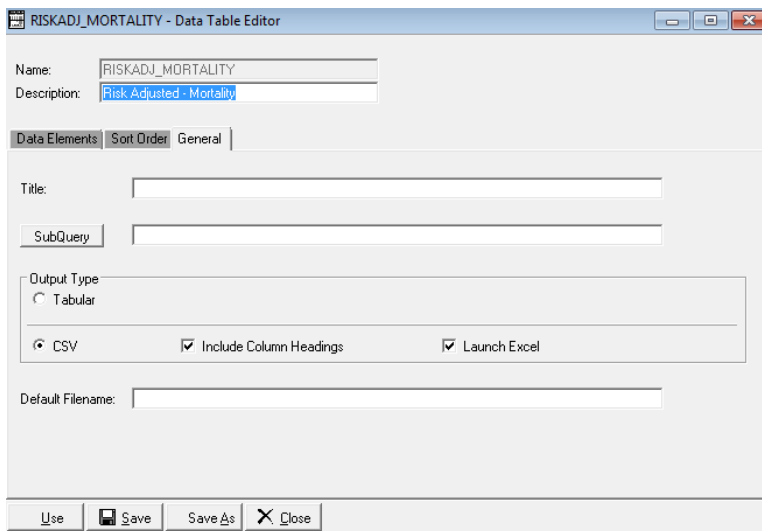 RISKADJ_MORTALITY - Data Table Editor
Name: RISKADJ_MORTALITY
Description: Risk Adjusted - Mortality
Data Elements Sort Order General
Title:
SubQuery
Output Type
Tabular
CSV Include Column Headings Launch Excel
Default Filename:
Use Save Save As Close